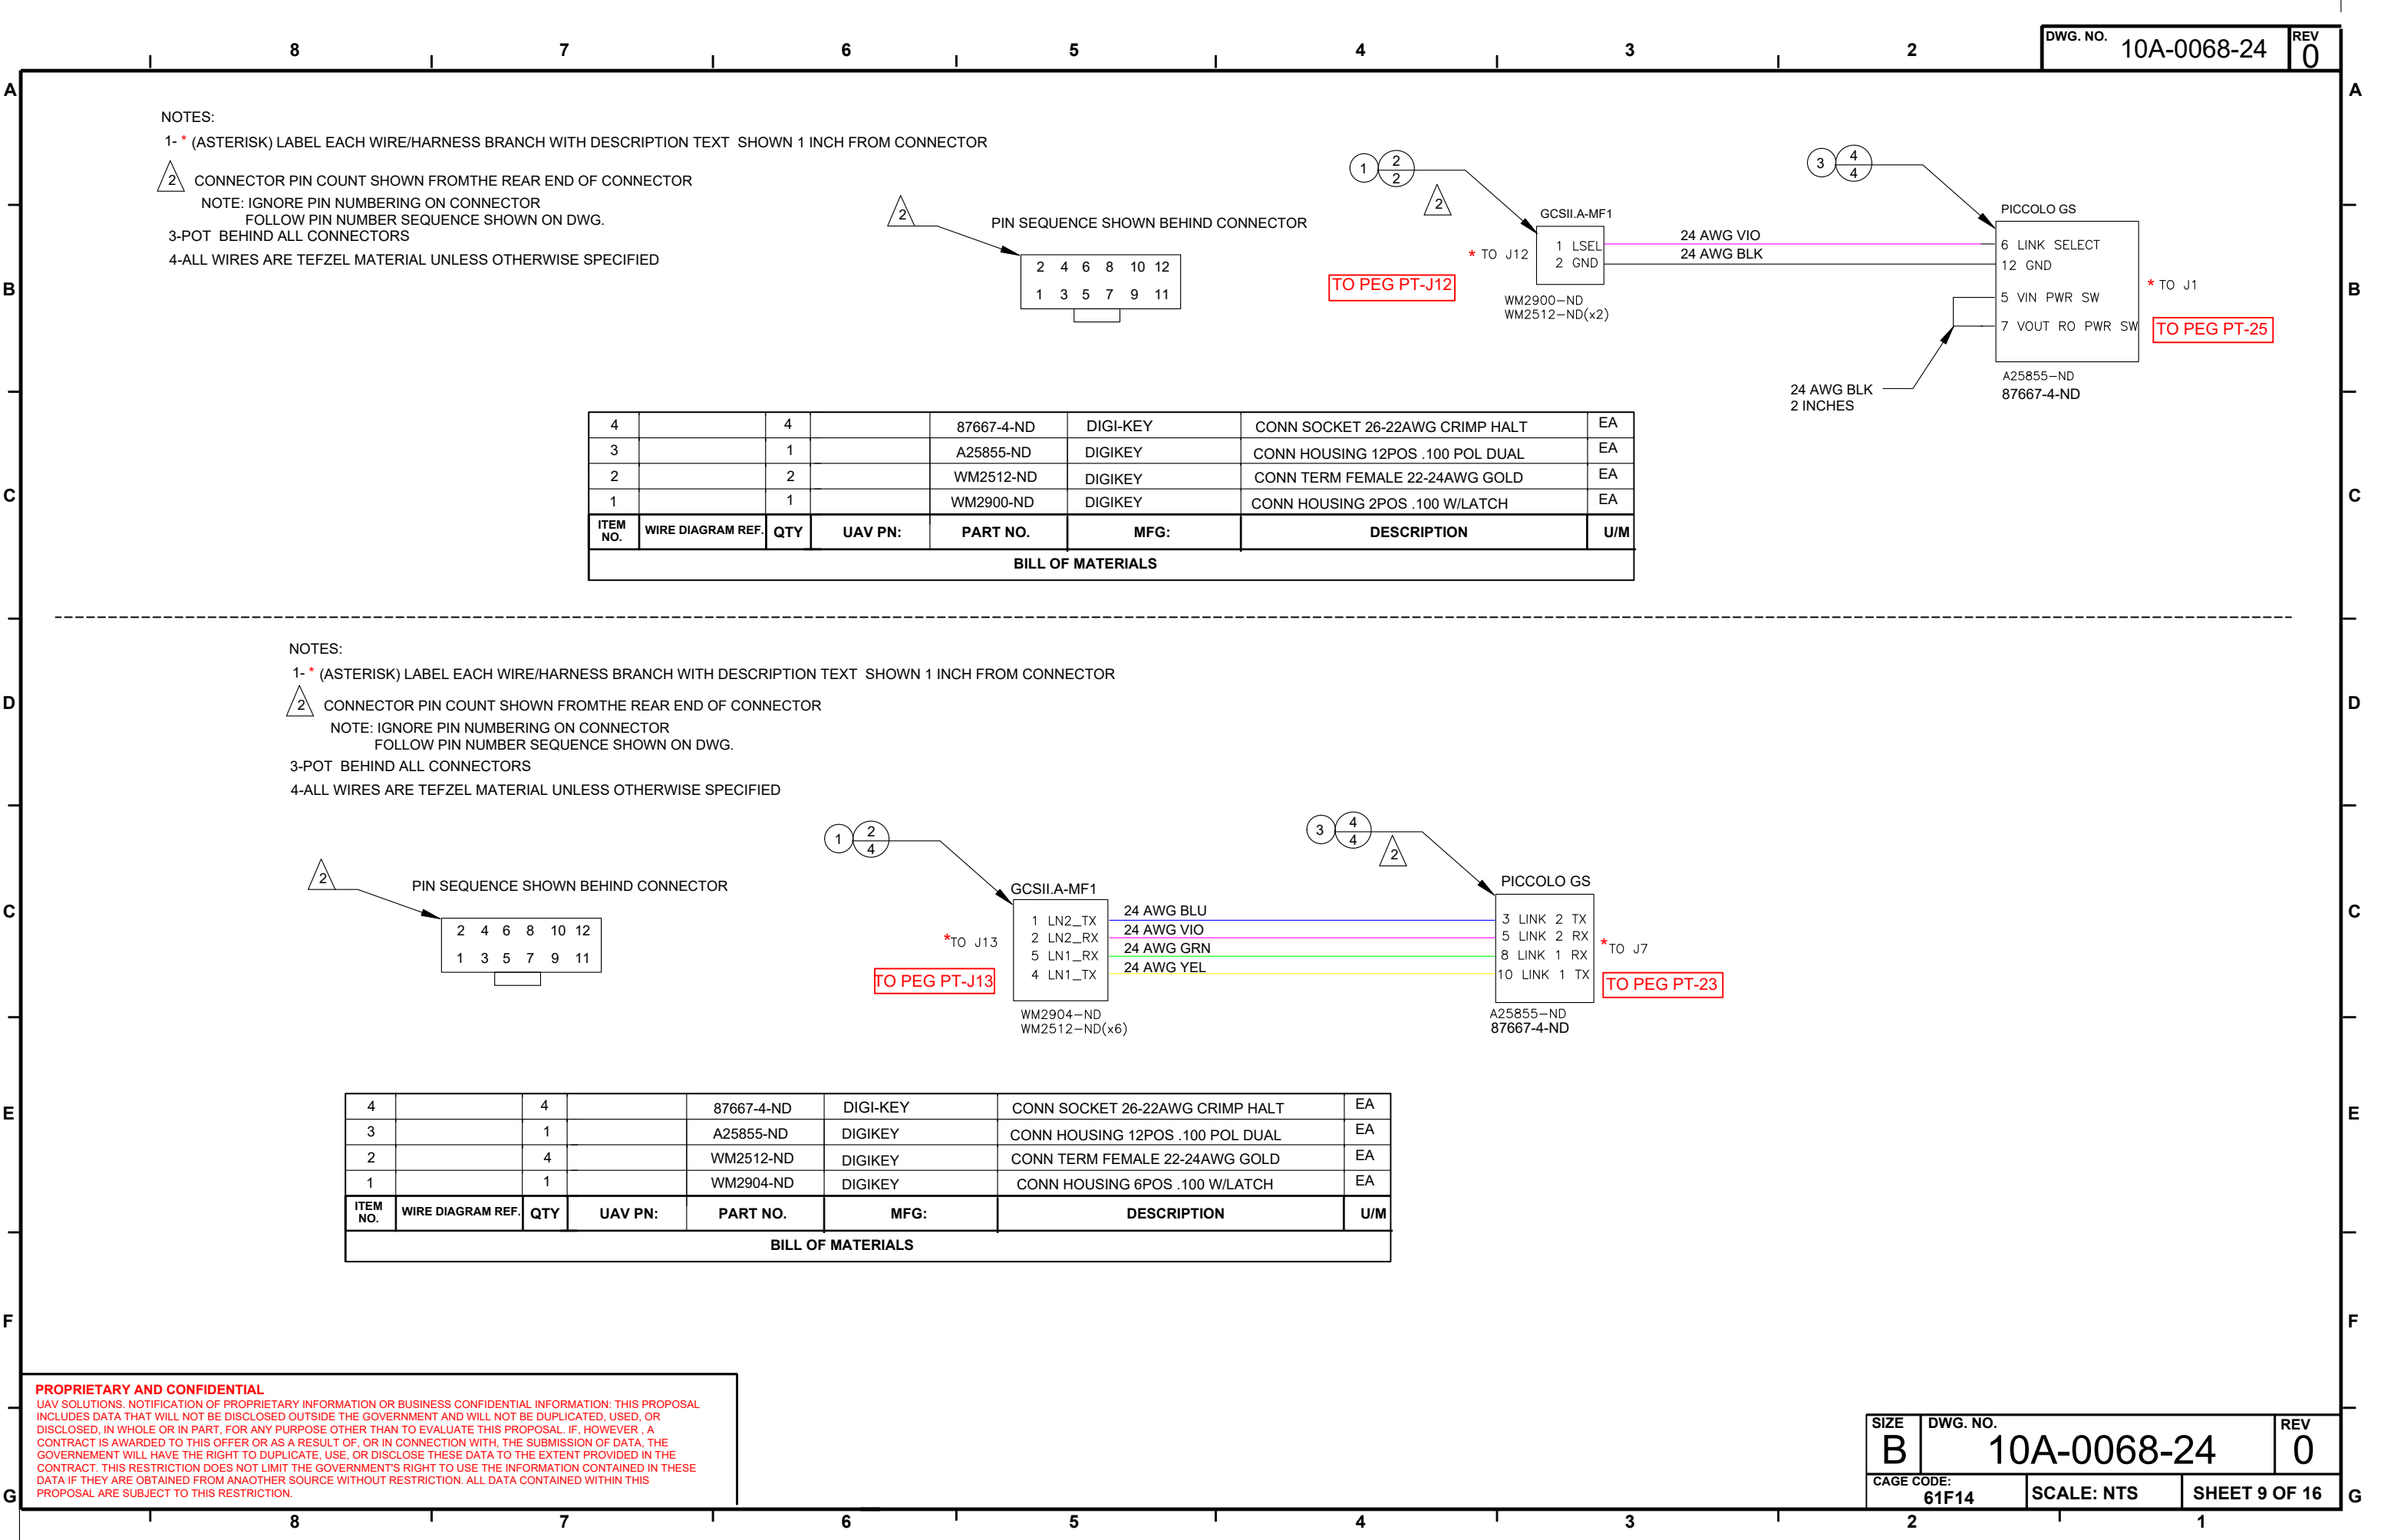 8 7 6 5 4 3 2
DWG. NO. 10A-0068-24 REV 0
A A
NOTES:
1- * (ASTERISK) LABEL EACH WIRE/HARNESS BRANCH WITH DESCRIPTION TEXT SHOWN 1 INCH FROM CONNECTOR
2 CONNECTOR PIN COUNT SHOWN FROMTHE REAR END OF CONNECTOR
NOTE: IGNORE PIN NUMBERING ON CONNECTOR
FOLLOW PIN NUMBER SEQUENCE SHOWN ON DWG.
3-POT BEHIND ALL CONNECTORS
4-ALL WIRES ARE TEFZEL MATERIAL UNLESS OTHERWISE SPECIFIED
2
PIN SEQUENCE SHOWN BEHIND CONNECTOR
2 4 6 8 10 12
1 3 5 7 9 11
1 2 2
2
GCSII.A-MF1
* TO J12
1 LSEL
2 GND
TO PEG PT-J12
WM2900-ND
WM2512-ND(x2)
24 AWG VIO
24 AWG BLK
3 4 4
PICCOLO GS
6 LINK SELECT
12 GND
5 VIN PWR SW
7 VOUT RO PWR SW
* TO J1
TO PEG PT-25
A25855-ND
87667-4-ND
24 AWG BLK
2 INCHES
B B
4 4 87667-4-ND DIGI-KEY CONN SOCKET 26-22AWG CRIMP HALT EA
3 1 A25855-ND DIGIKEY CONN HOUSING 12POS .100 POL DUAL EA
2 2 WM2512-ND DIGIKEY CONN TERM FEMALE 22-24AWG GOLD EA
1 1 WM2900-ND DIGIKEY CONN HOUSING 2POS .100 W/LATCH EA
ITEM NO. WIRE DIAGRAM REF. QTY UAV PN: PART NO. MFG: DESCRIPTION U/M
BILL OF MATERIALS
C C
NOTES:
1- * (ASTERISK) LABEL EACH WIRE/HARNESS BRANCH WITH DESCRIPTION TEXT SHOWN 1 INCH FROM CONNECTOR
2 CONNECTOR PIN COUNT SHOWN FROMTHE REAR END OF CONNECTOR
NOTE: IGNORE PIN NUMBERING ON CONNECTOR
FOLLOW PIN NUMBER SEQUENCE SHOWN ON DWG.
3-POT BEHIND ALL CONNECTORS
4-ALL WIRES ARE TEFZEL MATERIAL UNLESS OTHERWISE SPECIFIED
D D
2
PIN SEQUENCE SHOWN BEHIND CONNECTOR
2 4 6 8 10 12
1 3 5 7 9 11
1 2 4
GCSII.A-MF1
*TO J13
1 LN2_TX
2 LN2_RX
5 LN1_RX
4 LN1_TX
TO PEG PT-J13
WM2904-ND
WM2512-ND(x6)
24 AWG BLU
24 AWG VIO
24 AWG GRN
24 AWG YEL
3 4 4
2
PICCOLO GS
3 LINK 2 TX
5 LINK 2 RX
8 LINK 1 RX
10 LINK 1 TX
*TO J7
TO PEG PT-23
A25855-ND
87667-4-ND
C C
4 4 87667-4-ND DIGI-KEY CONN SOCKET 26-22AWG CRIMP HALT EA
3 1 A25855-ND DIGIKEY CONN HOUSING 12POS .100 POL DUAL EA
2 4 WM2512-ND DIGIKEY CONN TERM FEMALE 22-24AWG GOLD EA
1 1 WM2904-ND DIGIKEY CONN HOUSING 6POS .100 W/LATCH EA
ITEM NO. WIRE DIAGRAM REF. QTY UAV PN: PART NO. MFG: DESCRIPTION U/M
BILL OF MATERIALS
E E
F F
PROPRIETARY AND CONFIDENTIAL
UAV SOLUTIONS. NOTIFICATION OF PROPRIETARY INFORMATION OR BUSINESS CONFIDENTIAL INFORMATION: THIS PROPOSAL
INCLUDES DATA THAT WILL NOT BE DISCLOSED OUTSIDE THE GOVERNMENT AND WILL NOT BE DUPLICATED, USED, OR
DISCLOSED, IN WHOLE OR IN PART, FOR ANY PURPOSE OTHER THAN TO EVALUATE THIS PROPOSAL. IF, HOWEVER , A
CONTRACT IS AWARDED TO THIS OFFER OR AS A RESULT OF, OR IN CONNECTION WITH, THE SUBMISSION OF DATA, THE
GOVERNEMENT WILL HAVE THE RIGHT TO DUPLICATE, USE, OR DISCLOSE THESE DATA TO THE EXTENT PROVIDED IN THE
CONTRACT. THIS RESTRICTION DOES NOT LIMIT THE GOVERNMENT'S RIGHT TO USE THE INFORMATION CONTAINED IN THESE
DATA IF THEY ARE OBTAINED FROM ANAOTHER SOURCE WITHOUT RESTRICTION. ALL DATA CONTAINED WITHIN THIS
PROPOSAL ARE SUBJECT TO THIS RESTRICTION.
SIZE B DWG. NO. 10A-0068-24 REV 0
CAGE CODE: 61F14 SCALE: NTS SHEET 9 OF 16
G G
8 7 6 5 4 3 2 1